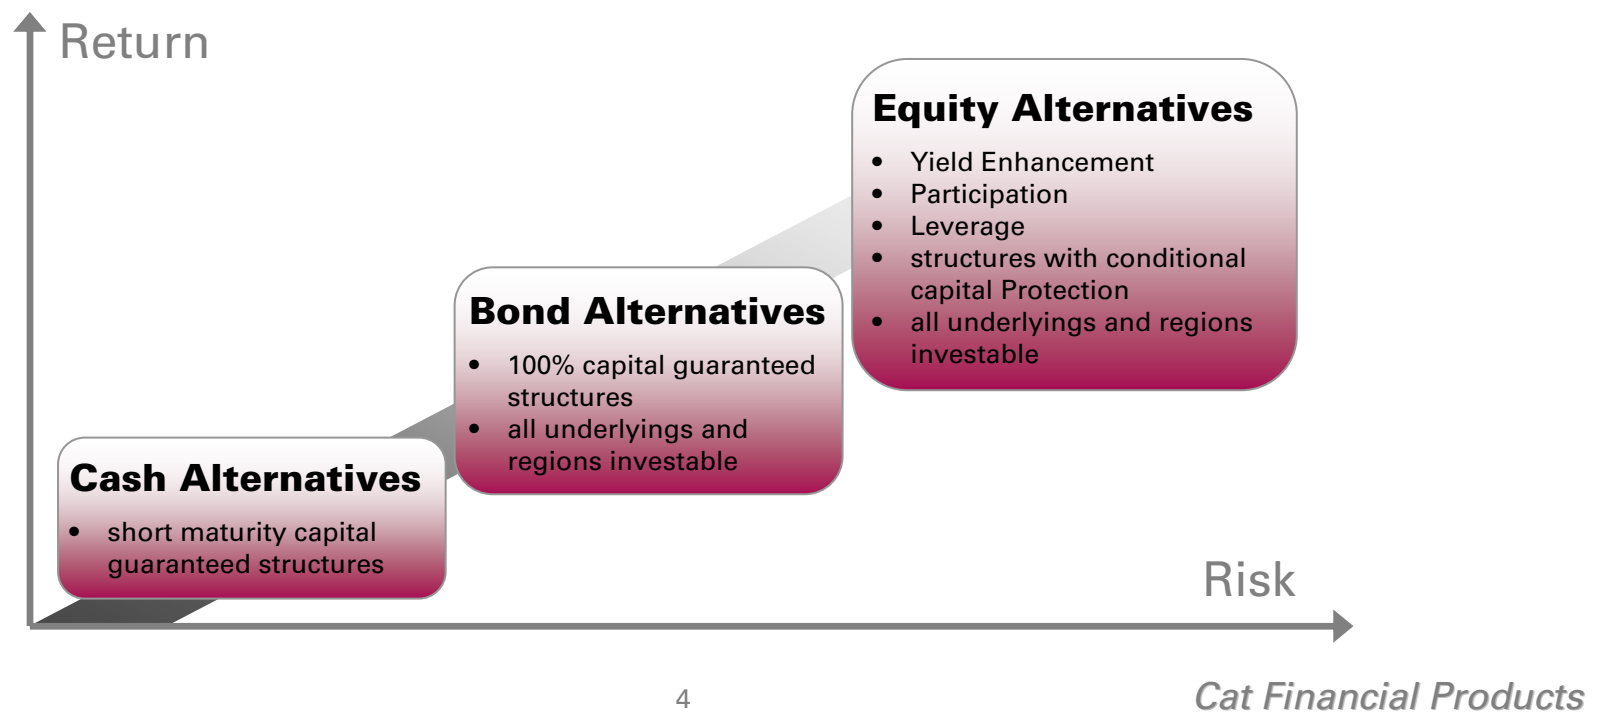 Return
Equity Alternatives
• Yield Enhancement
• Participation
• Leverage
• structures with conditional
capital Protection
• all underlyings and regions
investable
Bond Alternatives
• 100% capital guaranteed
structures
• all underlyings and
regions investable
Cash Alternatives
• short maturity capital
guaranteed structures
Risk
4
Cat Financial Products